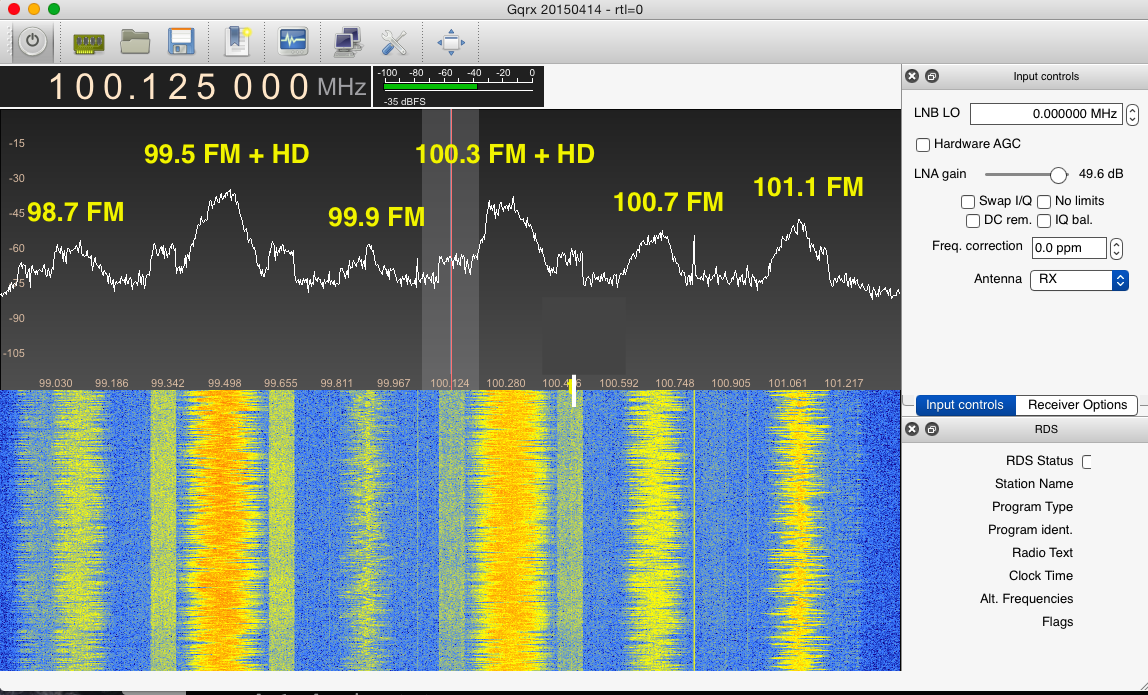 Gqrx 20150414 - rtl=0
100.125 000 MHz
-100 -80 -60 -40 -20 0
-35 dBFS
Input controls
LNB LO 0.000000 MHz
Hardware AGC
LNA gain 49.6 dB
Swap I/Q No limits
DC rem. IQ bal.
Freq. correction 0.0 ppm
Antenna RX
-15
99.5 FM + HD 100.3 FM + HD
-30
101.1 FM
100.7 FM
-45 98.7 FM
99.9 FM
-60
-90
-105
99.030 99.186 99.342 99.498 99.655 99.811 99.967 100.124 100.280 100.592 100.748 100.905 101.061 101.217
Input controls Receiver Options
RDS
RDS Status
Station Name
Program Type
Program ident.
Radio Text
Clock Time
Alt. Frequencies
Flags